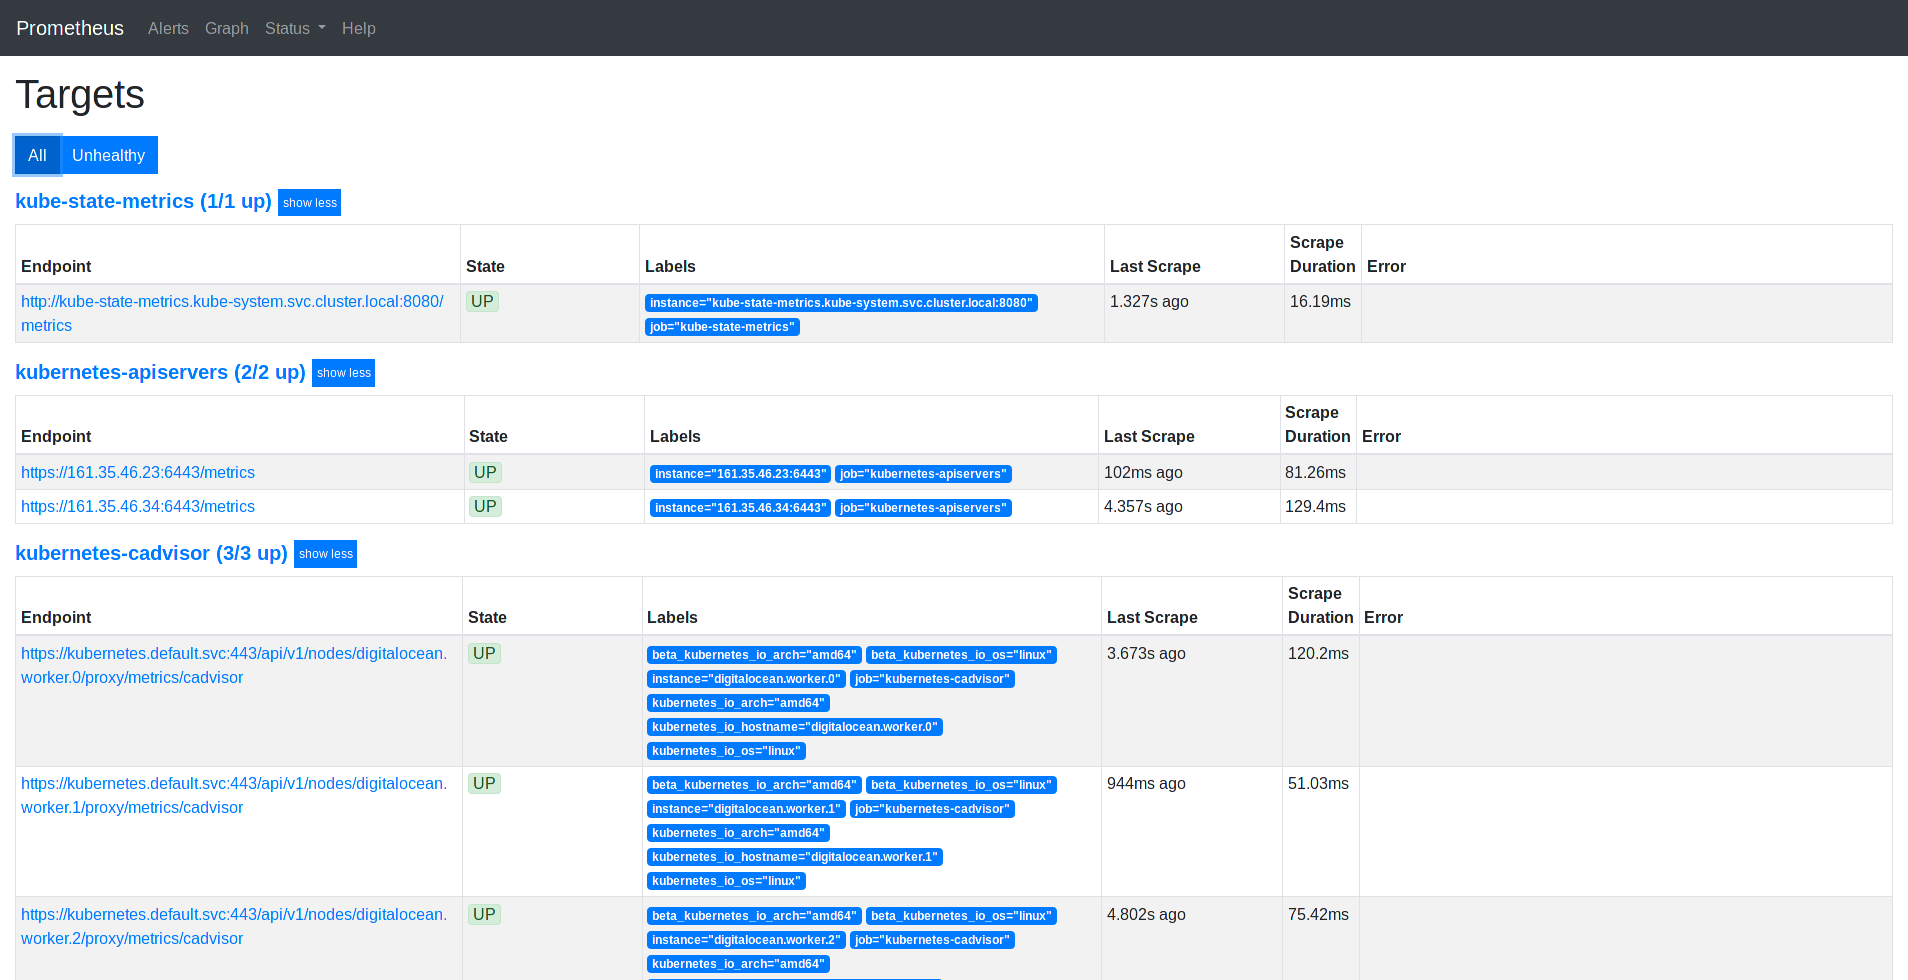 Prometheus Alerts Graph Status Help
Targets
All Unhealthy
kube-state-metrics (1/1 up) show less
Endpoint State Labels Last Scrape Scrape Duration Error
http://kube-state-metrics.kube-system.svc.cluster.local:8080/
metrics
UP
instance="kube-state-metrics.kube-system.svc.cluster.local:8080"
job="kube-state-metrics"
1.327s ago
16.19ms
kubernetes-apiservers (2/2 up) show less
Endpoint State Labels Last Scrape Scrape Duration Error
https://161.35.46.23:6443/metrics UP instance="161.35.46.23:6443" job="kubernetes-apiservers" 102ms ago 81.26ms
https://161.35.46.34:6443/metrics UP instance="161.35.46.34:6443" job="kubernetes-apiservers" 4.357s ago 129.4ms
kubernetes-cadvisor (3/3 up) show less
Endpoint State Labels Last Scrape Scrape Duration Error
https://kubernetes.default.svc:443/api/v1/nodes/digitalocean.
worker.0/proxy/metrics/cadvisor
UP
beta_kubernetes_io_arch="amd64" beta_kubernetes_io_os="linux"
instance="digitalocean.worker.0" job="kubernetes-cadvisor"
kubernetes_io_arch="amd64"
kubernetes_io_hostname="digitalocean.worker.0"
kubernetes_io_os="linux"
3.673s ago
120.2ms
https://kubernetes.default.svc:443/api/v1/nodes/digitalocean.
worker.1/proxy/metrics/cadvisor
UP
beta_kubernetes_io_arch="amd64" beta_kubernetes_io_os="linux"
instance="digitalocean.worker.1" job="kubernetes-cadvisor"
kubernetes_io_arch="amd64"
kubernetes_io_hostname="digitalocean.worker.1"
kubernetes_io_os="linux"
944ms ago
51.03ms
https://kubernetes.default.svc:443/api/v1/nodes/digitalocean.
worker.2/proxy/metrics/cadvisor
UP
beta_kubernetes_io_arch="amd64" beta_kubernetes_io_os="linux"
instance="digitalocean.worker.2" job="kubernetes-cadvisor"
kubernetes_io_arch="amd64"
4.802s ago
75.42ms